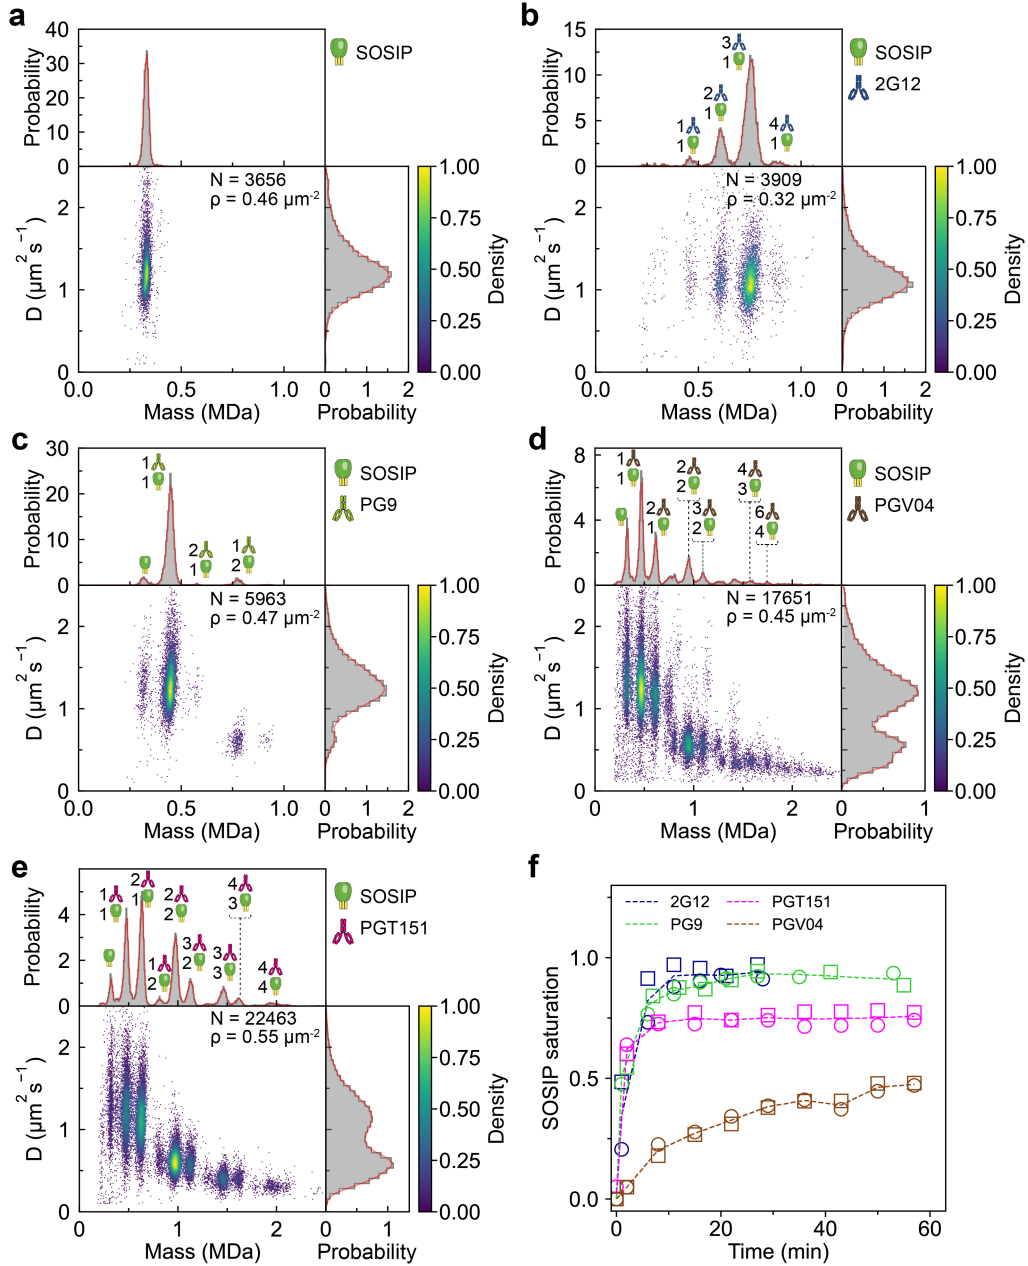 a
40
30
20
10
0
Probability
SOSIP
N = 3656
ρ = 0.46 µm-2
2
1
0
D (µm2 s−1)
0.0
0.5
1.0
Mass (MDa)
0
1
2
Probability
1.00
0.75
0.50
0.25
0.00
Density
b
15
10
5
0
Probability
1
1
2
1
3
1
4
1
SOSIP
2G12
N = 3909
ρ = 0.32 µm-2
2
1
0
D (µm2 s−1)
0.0
0.5
1.0
Mass (MDa)
0
1
2
Probability
1.00
0.75
0.50
0.25
0.00
Density
c
30
20
10
0
Probability
1
1
2
1
1
2
SOSIP
PG9
N = 5963
ρ = 0.47 µm-2
2
1
0
D (µm2 s−1)
0.0
0.5
1.0
Mass (MDa)
0
1
2
Probability
1.00
0.75
0.50
0.25
0.00
Density
d
8
4
0
Probability
1
1
2
1
2
2
3
2
4
3
6
4
SOSIP
PGV04
N = 17651
ρ = 0.45 µm-2
2
1
0
D (µm2 s−1)
0
1
2
Mass (MDa)
0
1
Probability
1.00
0.75
0.50
0.25
0.00
Density
e
4
2
0
Probability
1
1
2
1
1
2
2
2
3
2
3
3
4
3
4
4
SOSIP
PGT151
N = 22463
ρ = 0.55 µm-2
2
1
0
D (µm2 s−1)
0
1
2
Mass (MDa)
0
1
Probability
1.00
0.75
0.50
0.25
0.00
Density
f
2G12
PG9
PGT151
PGV04
1.0
0.5
0.0
SOSIP saturation
0
20
40
60
Time (min)